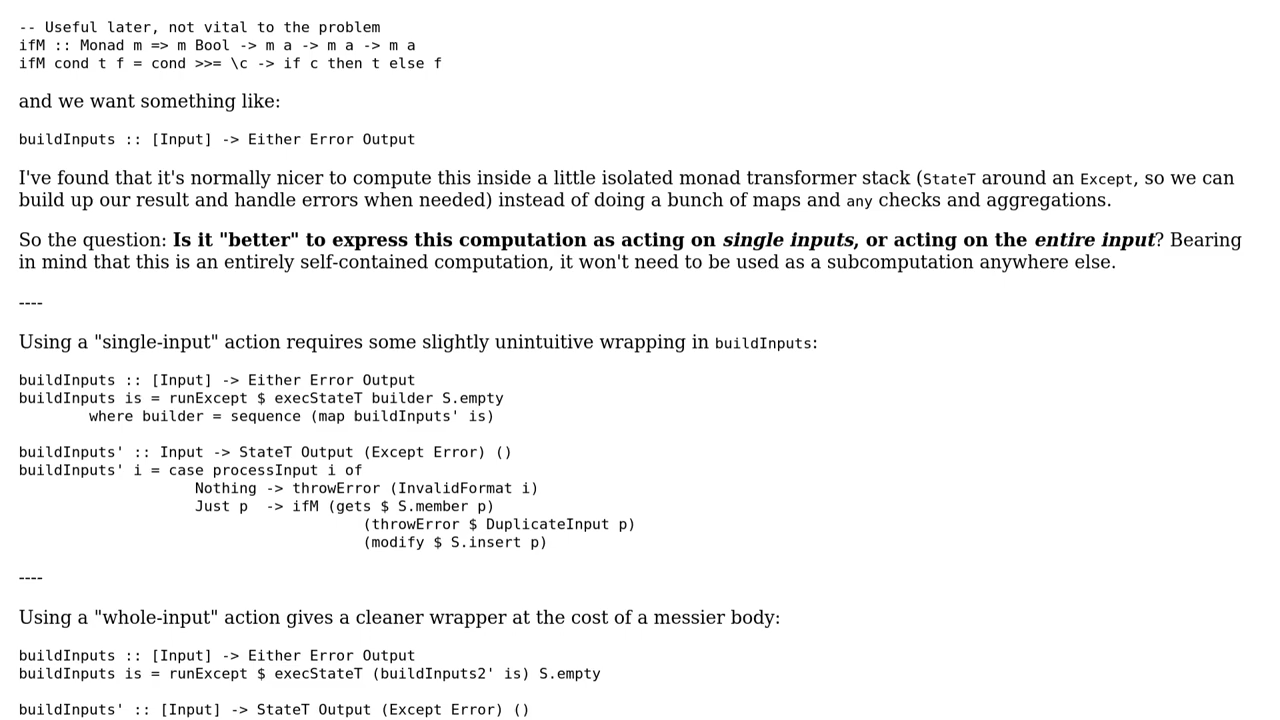 -- Useful later, not vital to the problem
ifM :: Monad m => m Bool -> m a -> m a -> m a
ifM cond t f = cond >>= \c -> if c then t else f
and we want something like:
buildInputs :: [Input] -> Either Error Output
I've found that it's normally nicer to compute this inside a little isolated monad transformer stack (StateT around an Except, so we can
build up our result and handle errors when needed) instead of doing a bunch of maps and any checks and aggregations.
So the question: Is it "better" to express this computation as acting on single inputs, or acting on the entire input? Bearing
in mind that this is an entirely self-contained computation, it won't need to be used as a subcomputation anywhere else.
----
Using a "single-input" action requires some slightly unintuitive wrapping in buildInputs:
buildInputs :: [Input] -> Either Error Output
buildInputs is = runExcept $ execStateT builder S.empty
        where builder = sequence (map buildInputs' is)
buildInputs' :: Input -> StateT Output (Except Error) ()
buildInputs' i = case processInput i of
                    Nothing -> throwError (InvalidFormat i)
                    Just p  -> ifM (gets $ S.member p)
                                       (throwError $ DuplicateInput p)
                                       (modify $ S.insert p)
----
Using a "whole-input" action gives a cleaner wrapper at the cost of a messier body:
buildInputs :: [Input] -> Either Error Output
buildInputs is = runExcept $ execStateT (buildInputs2' is) S.empty
buildInputs' :: [Input] -> StateT Output (Except Error) ()